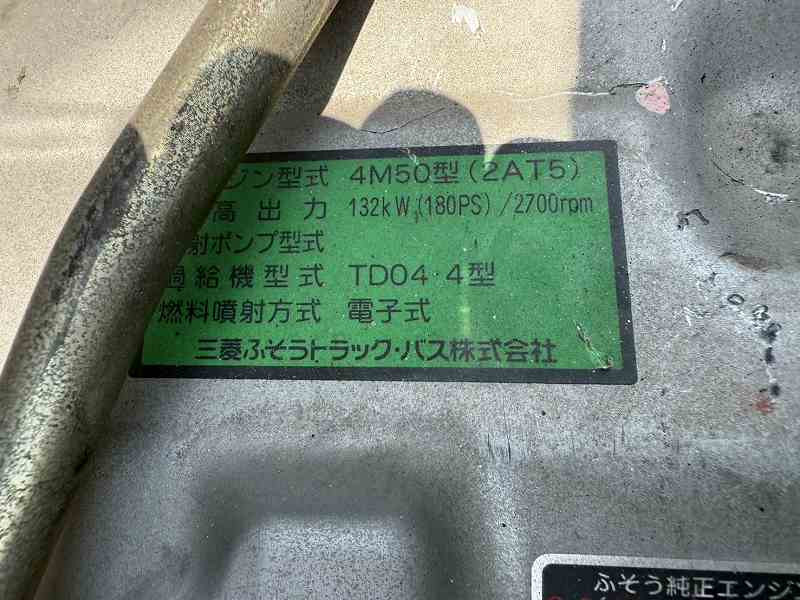 ジン型式 4M50型(2AT5)
高出力 132kW(180PS)/2700rpm
射ポンプ型式
過給機型式 TD04・4型
燃料噴射方式 電子式
三菱ふそうトラック・バス株式会社
ふそう純正エンジ